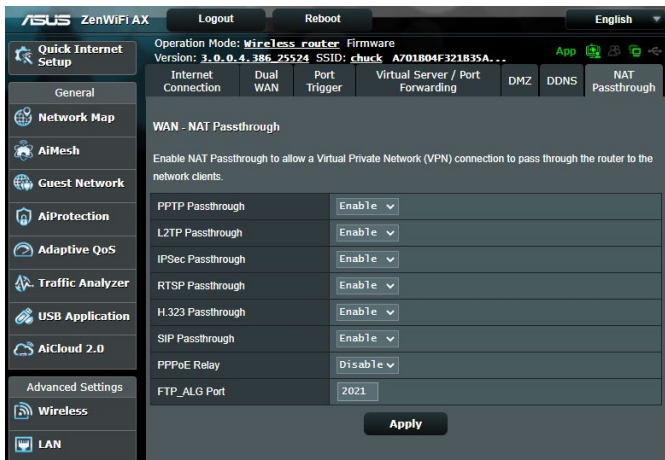 ASUS ZenWiFi AX Logout Reboot English
Quick Internet Setup
Operation Mode: Wireless router Firmware
Version: 3.0.0.4.386_25524 SSID: chuck A701B04F321B35A...
App
Internet Connection
Dual WAN
Port Trigger
Virtual Server / Port Forwarding
DMZ
DDNS
NAT Passthrough
General
Network Map
AiMesh
Guest Network
AiProtection
Adaptive QoS
Traffic Analyzer
USB Application
AiCloud 2.0
Advanced Settings
Wireless
LAN
WAN - NAT Passthrough
Enable NAT Passthrough to allow a Virtual Private Network (VPN) connection to pass through the router to the
network clients.
PPTP Passthrough Enable
L2TP Passthrough Enable
IPSec Passthrough Enable
RTSP Passthrough Enable
H.323 Passthrough Enable
SIP Passthrough Enable
PPPoE Relay Disable
FTP_ALG Port 2021
Apply